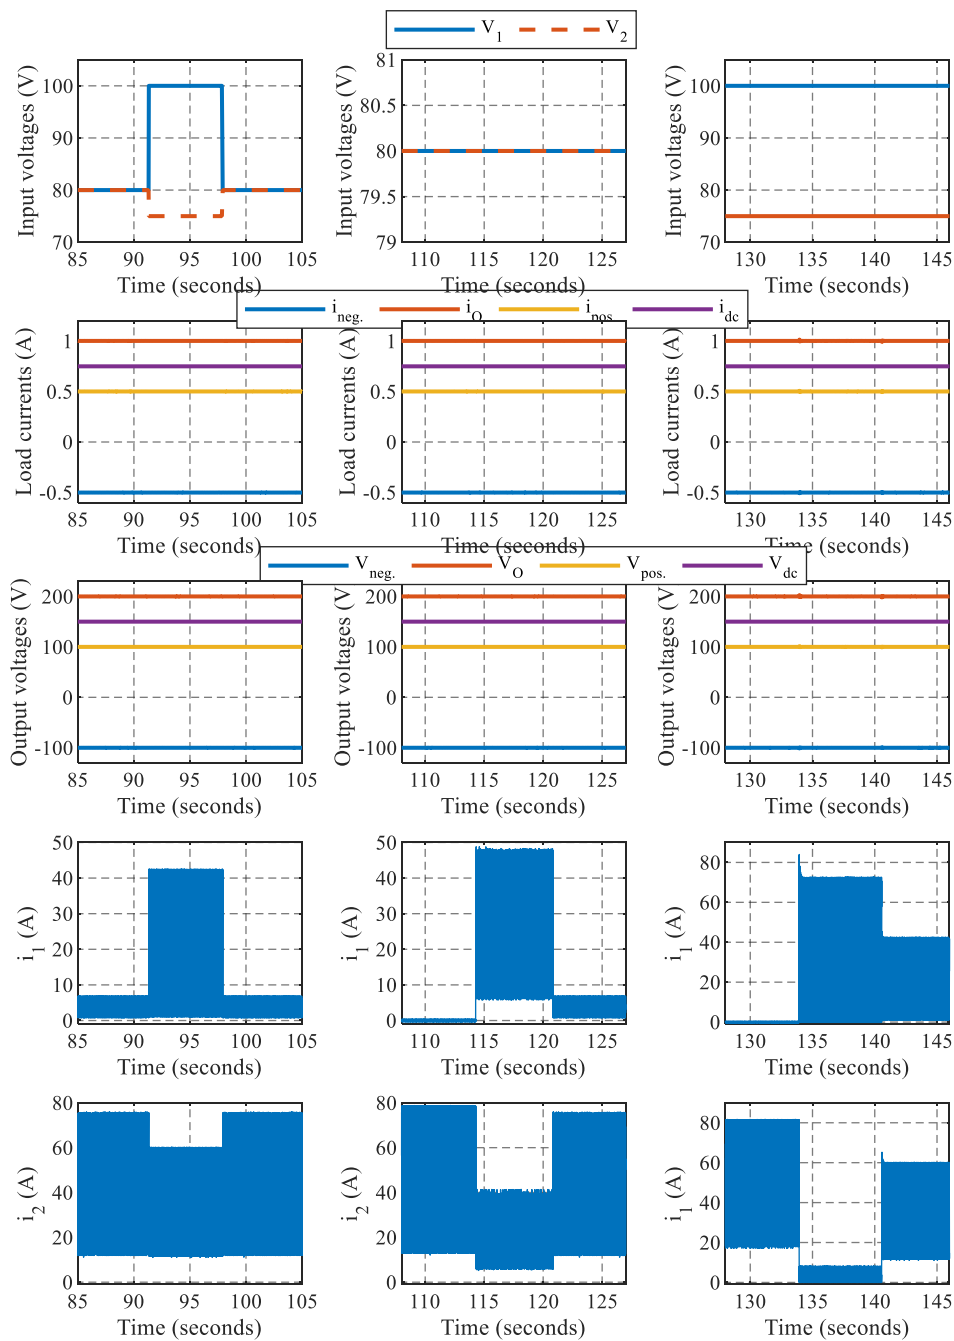 V1 V2
Input voltages (V) 100 90 80 70
85 90 95 100 105
Time (seconds)
Input voltages (V) 81 80.5 80 79.5 79
110 115 120 125
Time (seconds)
Input voltages (V) 100 90 80 70
130 135 140 145
Time (seconds)
ineg. iO ipos. idc
Load currents (A) 1 0.5 0 -0.5
85 90 95 100 105
Time (seconds)
Load currents (A) 1 0.5 0 -0.5
110 115 120 125
Time (seconds)
Load currents (A) 1 0.5 0 -0.5
130 135 140 145
Time (seconds)
Vneg. VO Vpos. Vdc
Output voltages (V) 200 100 0 -100
85 90 95 100 105
Time (seconds)
Output voltages (V 200 100 0 -100
110 115 120 125
Time (seconds)
Output voltages (V 200 100 0 -100
130 135 140 145
Time (seconds)
i1 (A) 50 40 30 20 10 0
85 90 95 100 105
Time (seconds)
i1 (A) 50 40 30 20 10 0
110 115 120 125
Time (seconds)
i1 (A) 80 60 40 20 0
130 135 140 145
Time (seconds)
i2 (A) 80 60 40 20 0
85 90 95 100 105
Time (seconds)
i2 (A) 80 60 40 20 0
110 115 120 125
Time (seconds)
i1 (A) 80 60 40 20 0
130 135 140 145
Time (seconds)